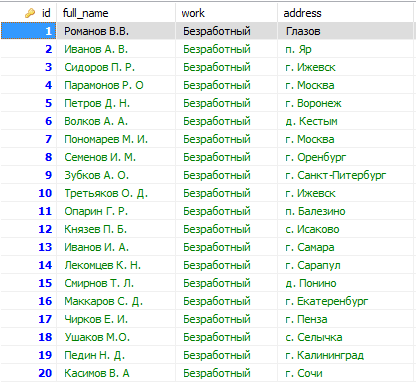 id full_name work address
1 Романов В.В. Безработный Глазов
2 Иванов А. В. Безработный п. Яр
3 Сидоров П. Р. Безработный г. Ижевск
4 Парамонов Р. О Безработный г. Москва
5 Петров Д. Н. Безработный г. Воронеж
6 Волков А. А. Безработный д. Кестым
7 Пономарев М. И. Безработный г. Москва
8 Семенов И. М. Безработный г. Оренбург
9 Зубков А. О. Безработный г. Санкт-Питербург
10 Третьяков О. Д. Безработный г. Ижевск
11 Опарин Г. Р. Безработный п. Балезино
12 Князев П. Б. Безработный с. Исаково
13 Иванов И. А. Безработный г. Самара
14 Лекомцев К. Н. Безработный г. Сарапул
15 Смирнов Т. Л. Безработный д. Понино
16 Маккаров С. Д. Безработный г. Екатеренбург
17 Чирков Е. И. Безработный г. Пенза
18 Ушаков М.О. Безработный с. Селычка
19 Педин Н. Д. Безработный г. Калининград
20 Касимов В. А Безработный г. Сочи